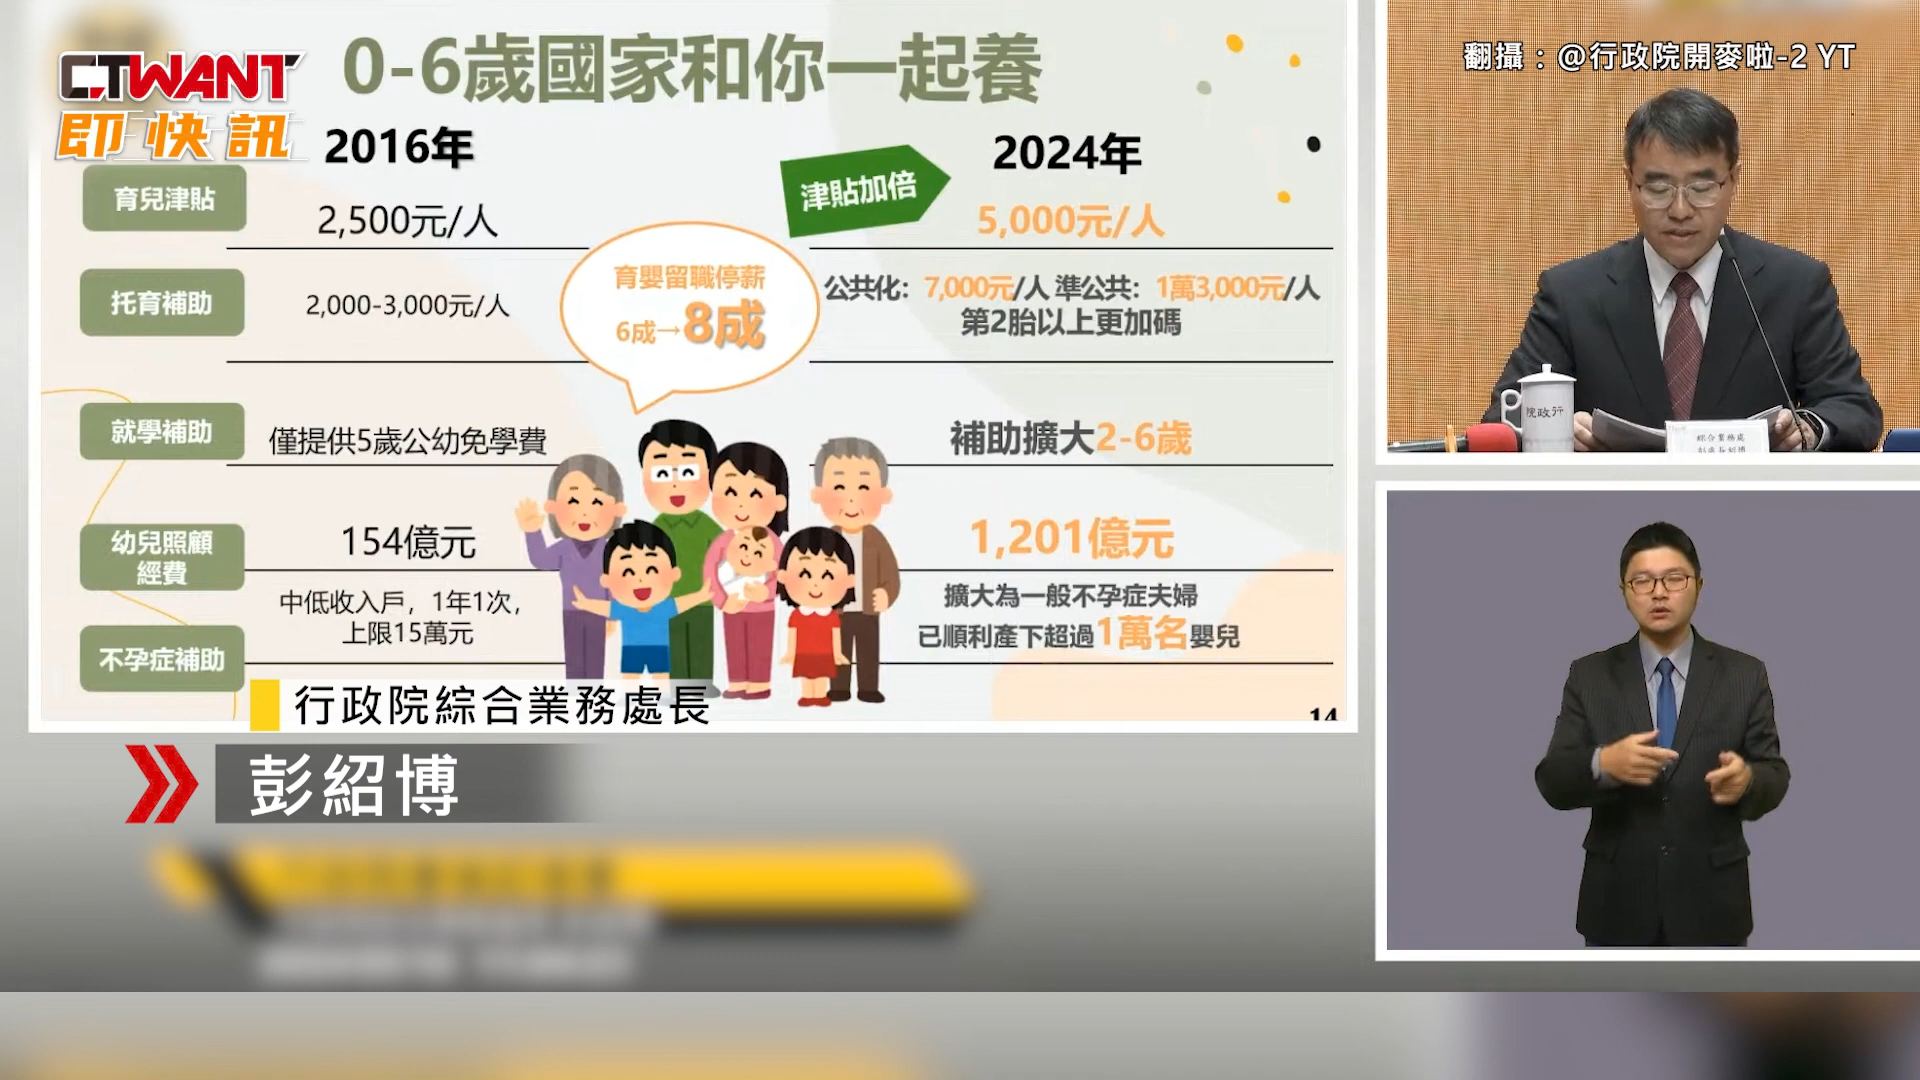 CTWANT
即快訊
翻攝：@行政院開麥啦-2 YT
0-6歲國家和你一起養
2016年
2024年
津貼加倍
育兒津貼
2,500元/人
5,000元/人
托育補助
2,000-3,000元/人
育嬰留職停薪
6成→8成
公共化：7,000元/人 準公共：1萬3,000元/人
第2胎以上更加碼
就學補助
僅提供5歲公幼免學費
補助擴大2-6歲
幼兒照顧
經費
154億元
1,201億元
不孕症補助
中低收入戶，1年1次，
上限15萬元
擴大為一般不孕症夫婦
已順利產下超過1萬名嬰兒
14
行政院綜合業務處長
彭紹博
院政行
綜合業務處